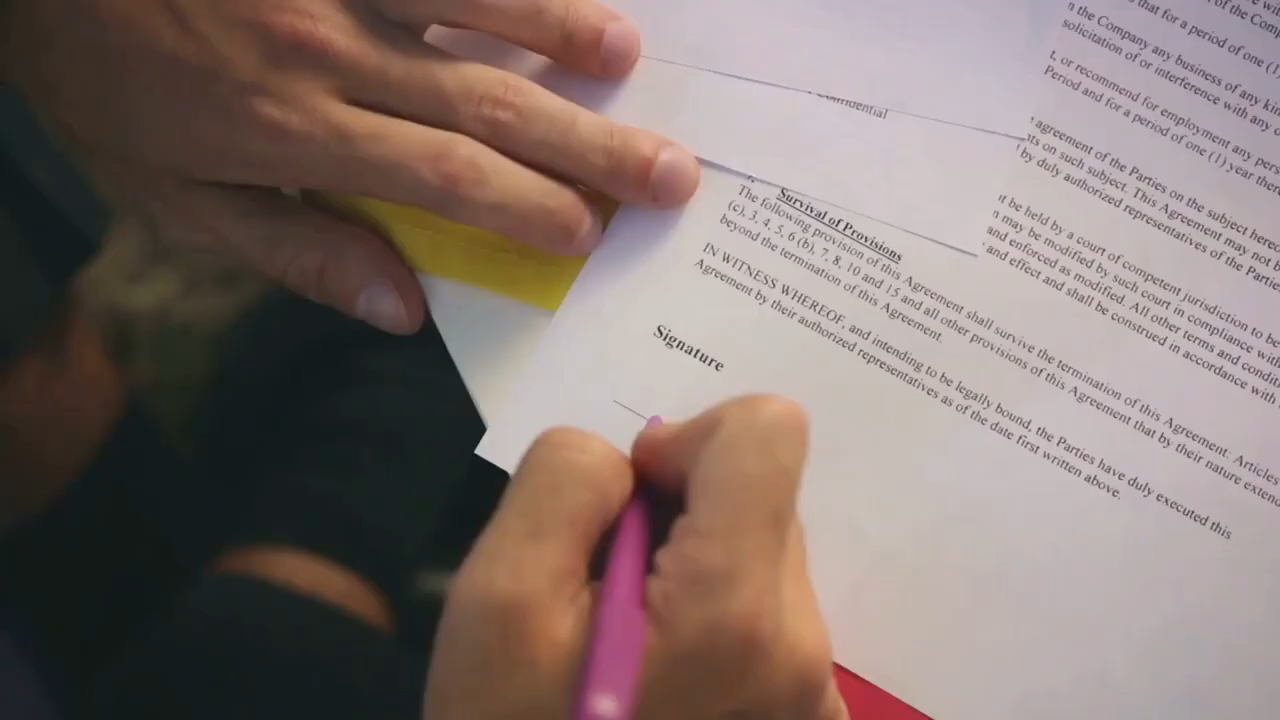 of the Comp
that for a period of one (1)
n the Company any business of any kin
solicitation of or interference with any o
t, or recommend for employment any pers
Period and for a period of one (1) year ther
agreement of the Parties on the subject herec
ts on such subject. This Agreement may not b
by duly authorized representatives of the Partie
nt be held by a court of competent jurisdiction to be
n may be modified by such court in compliance with
and enforced as modified. All other terms and condit
and effect and shall be construed in accordance with
Confidential
Survival of Provisions
The following provision of this Agreement shall survive the termination of this Agreement: Articles
(c), 3, 4, 5, 6 (b), 7, 8, 10 and 15 and all other provisions of this Agreement that by their nature extend
beyond the termination of this Agreement.
IN WITNESS WHEREOF, and intending to be legally bound, the Parties have duly executed this
Agreement by their authorized representatives as of the date first written above.
Signature